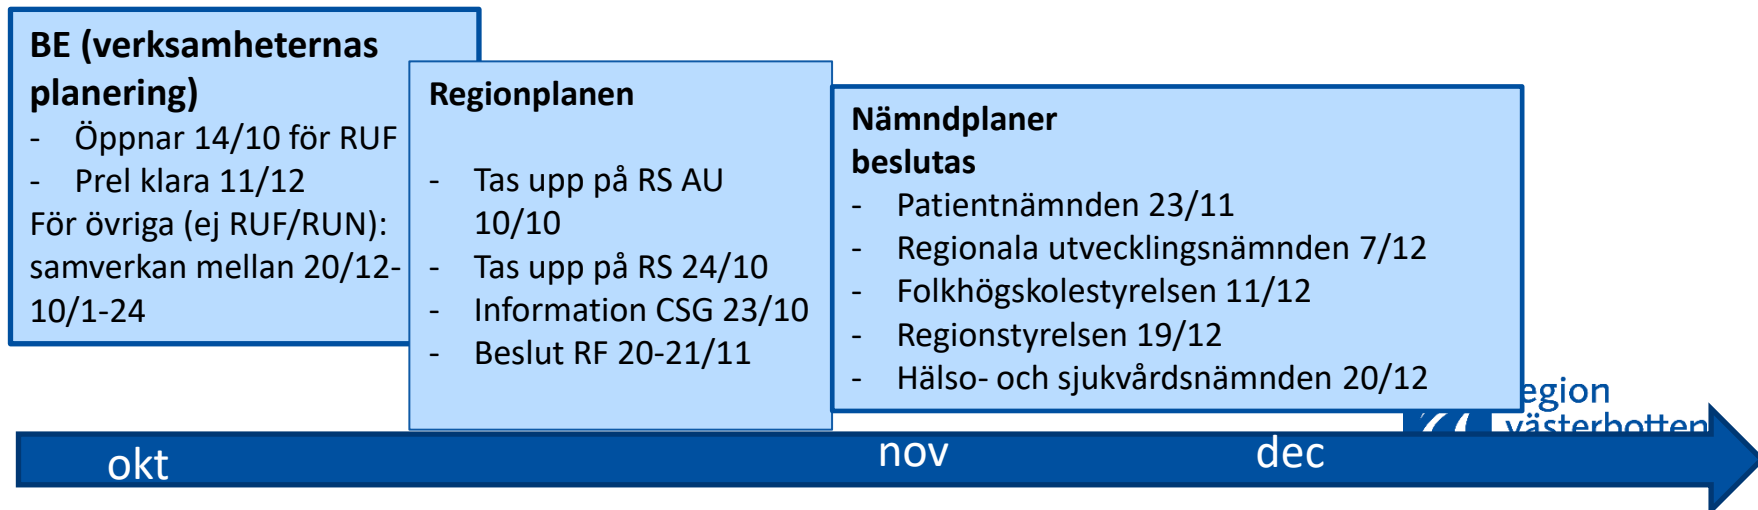 BE (verksamheternas
planering)
- Öppnar 14/10 för RUF
- Prel klara 11/12
För övriga (ej RUF/RUN):
samverkan mellan 20/12-
10/1-24
Regionplanen
- Tas upp på RS AU
10/10
- Tas upp på RS 24/10
- Information CSG 23/10
- Beslut RF 20-21/11
Nämndplaner
beslutas
- Patientnämnden 23/11
- Regionala utvecklingsnämnden 7/12
- Folkhögskolestyrelsen 11/12
- Regionstyrelsen 19/12
- Hälso- och sjukvårdsnämnden 20/12
egion
västerbotten
okt
nov
dec